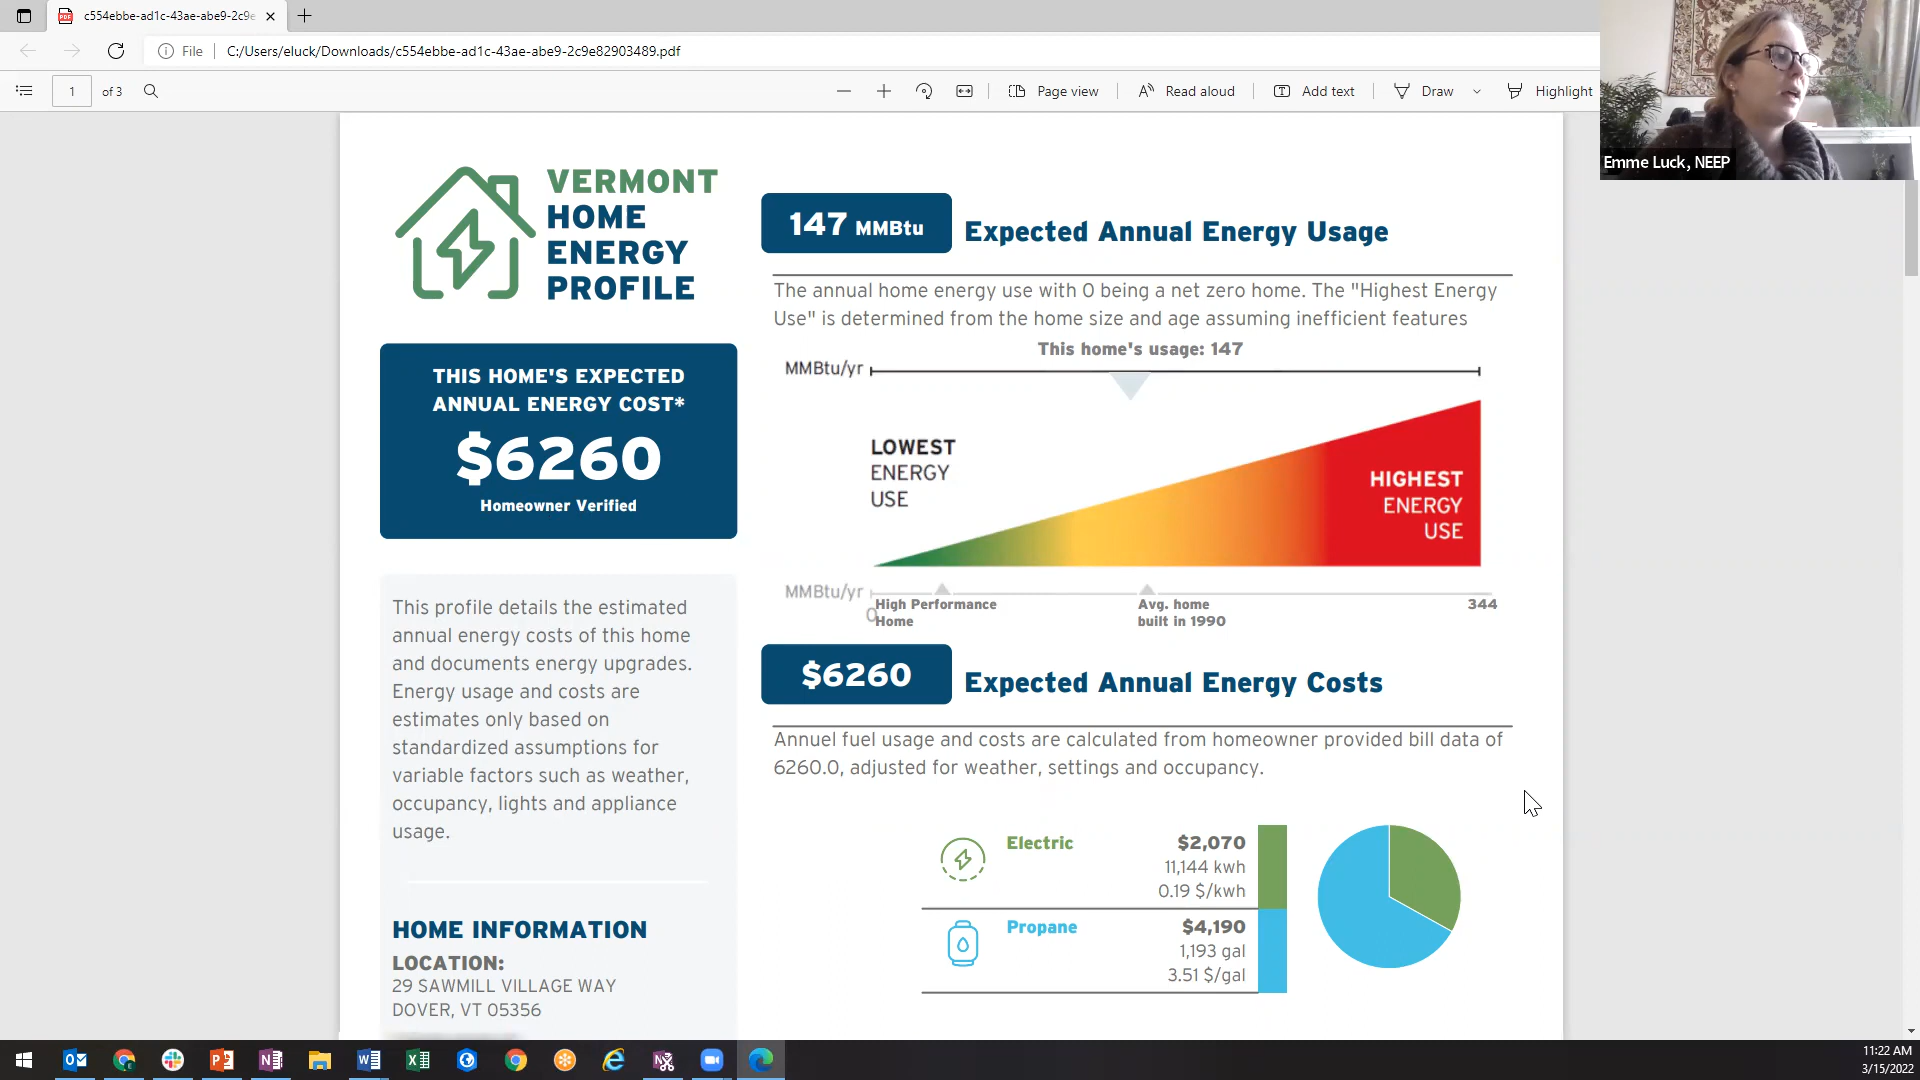 c554ebbe-ad1c-43ae-abe9-2c9e
File
C:/Users/eluck/Downloads/c554ebbe-ad1c-43ae-abe9-2c9e82903489.pdf
1 of 3
Page view
Read aloud
Add text
Draw
Highlight
Emme Luck, NEEP
VERMONT
HOME
ENERGY
PROFILE
THIS HOME'S EXPECTED
ANNUAL ENERGY COST*
$6260
Homeowner Verified
This profile details the estimated
annual energy costs of this home
and documents energy upgrades.
Energy usage and costs are
estimates only based on
standardized assumptions for
variable factors such as weather,
occupancy, lights and appliance
usage.
HOME INFORMATION
LOCATION:
29 SAWMILL VILLAGE WAY
DOVER, VT 05356
147 MMBtu
Expected Annual Energy Usage
The annual home energy use with 0 being a net zero home. The "Highest Energy
Use" is determined from the home size and age assuming inefficient features
This home's usage: 147
MMBtu/yr
LOWEST
ENERGY
USE
HIGHEST
ENERGY
USE
MMBtu/yr
0
High Performance
Home
Avg. home
built in 1990
344
$6260
Expected Annual Energy Costs
Annuel fuel usage and costs are calculated from homeowner provided bill data of
6260.0, adjusted for weather, settings and occupancy.
Electric
$2,070
11,144 kwh
0.19 $/kwh
Propane
$4,190
1,193 gal
3.51 $/gal
11:22 AM
3/15/2022